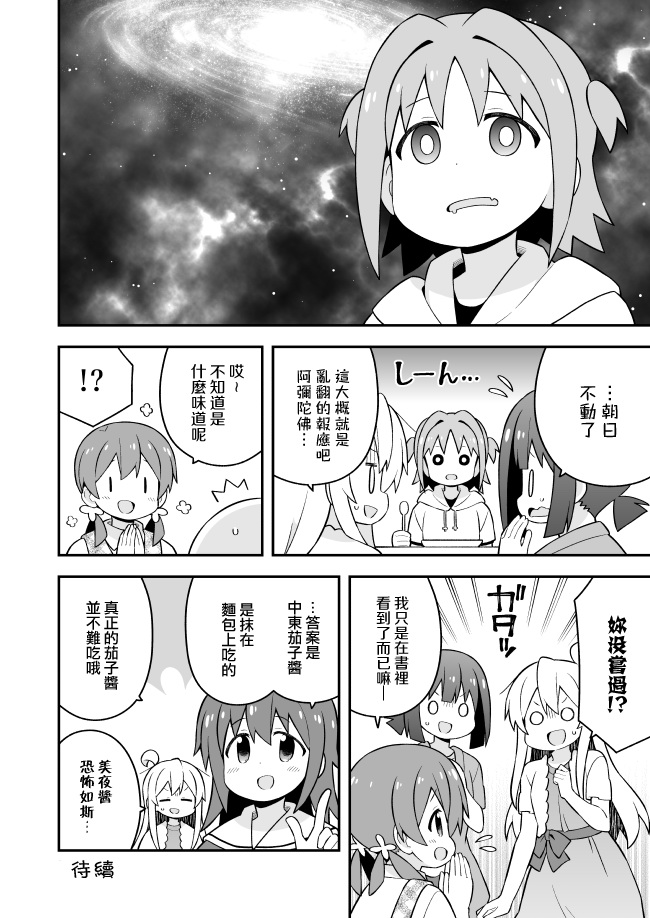 …朝日
不動了
しーん…
這大概就是
亂翻的報應吧
阿彌陀佛…
哎～
不知道是
什麼味道呢
！？
妳沒嘗過！？
ガタッ
我只是在書裡
看到了而已嘛—
…答案是
中東茄子醬
是抹在
麵包上吃的
真正的茄子醬
並不難吃哦
美夜醬
恐怖如斯…
待續